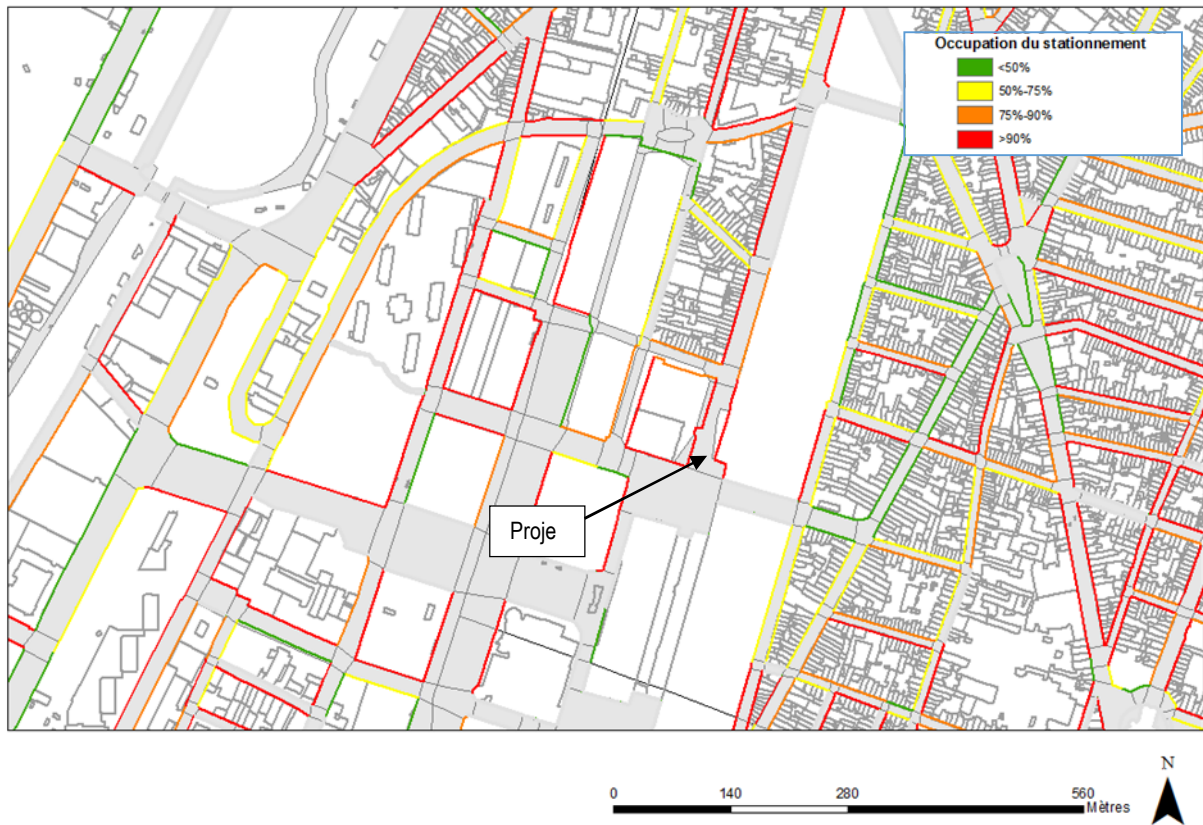 Occupation du stationnement
<50%
50%-75%
75%-90%
>90%
Proje
N
0 140 280 560
Mètres